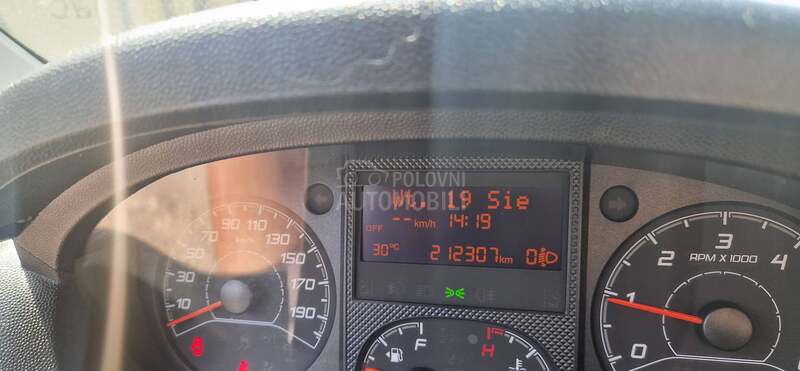 POLOVNI
AUTOMOBILI
Wt. 19 Sie
OFF -- km/h 14:19
30°C 212307 km 0
10 30 50 70 90 110 130 150 170 190
km/h
F
H
0 1 2 3 4
RPM X 1000